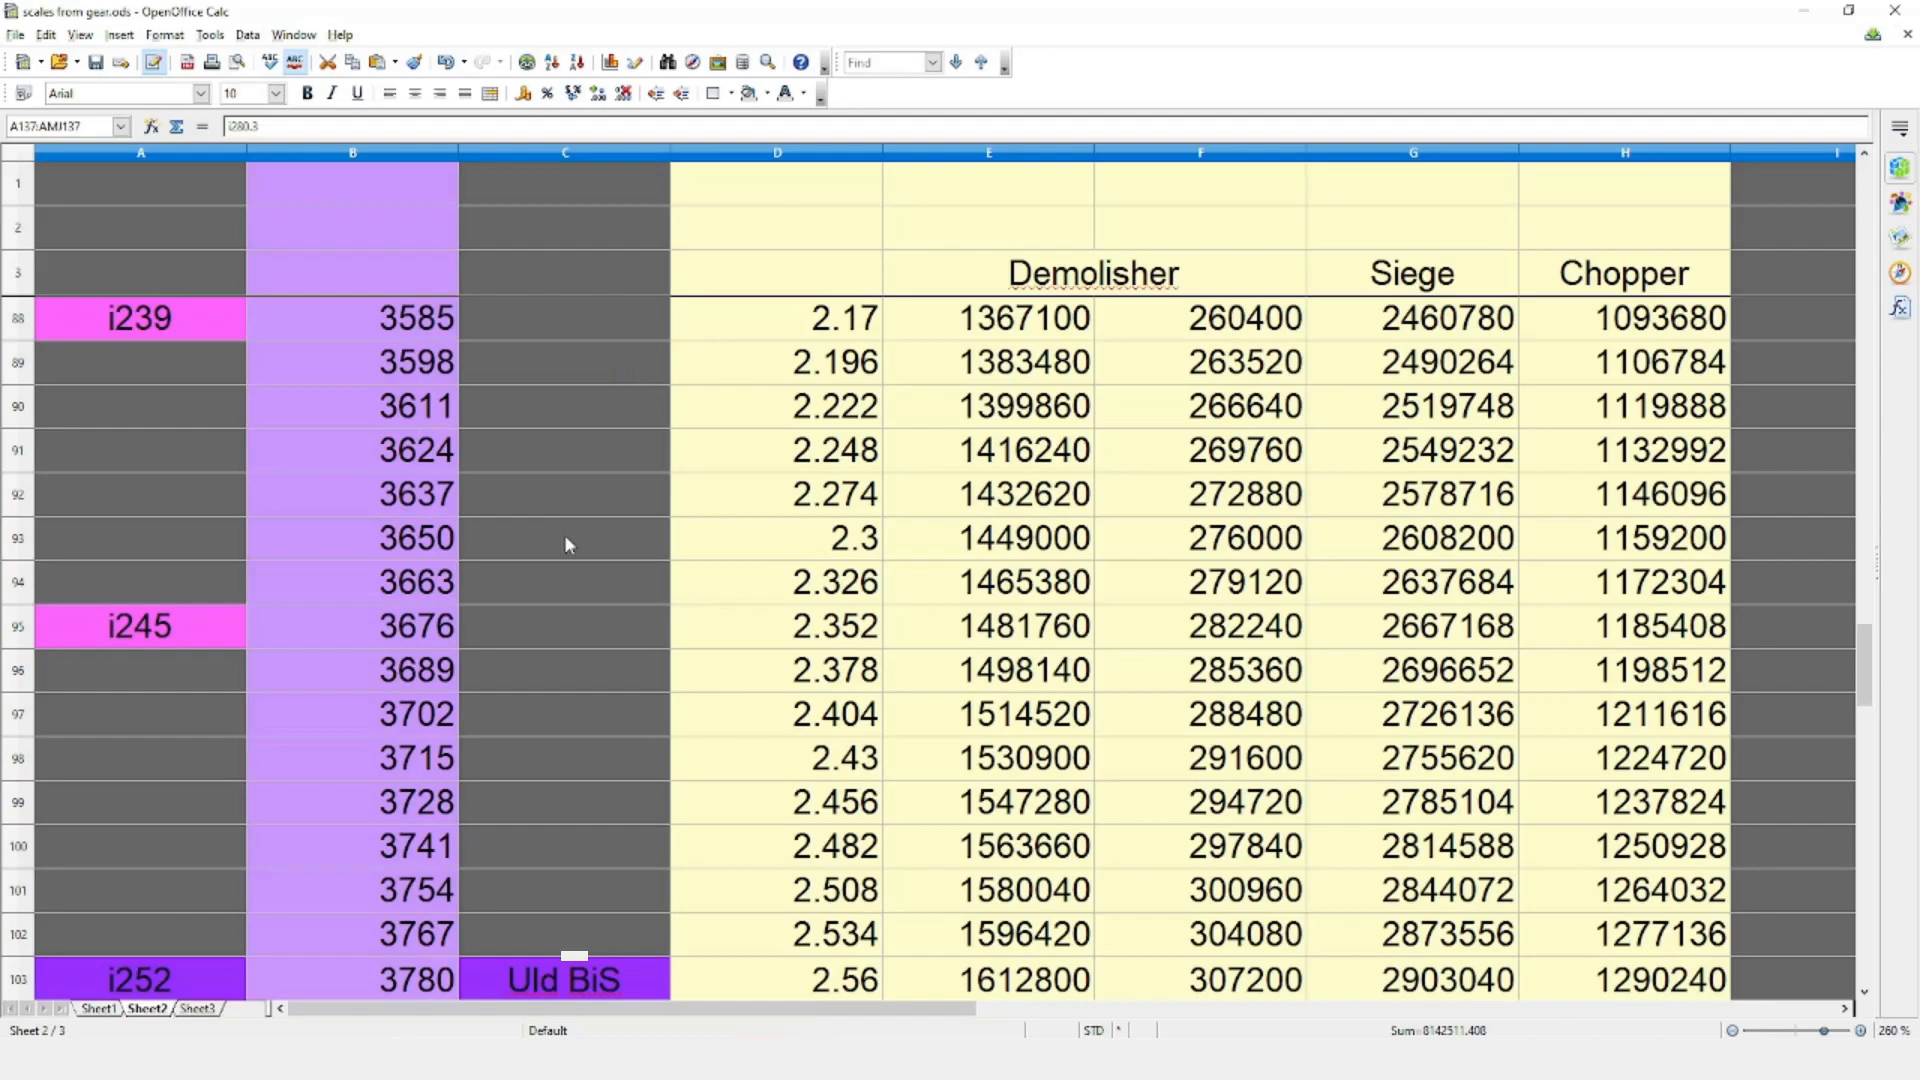 scales from gear.ods - OpenOffice Calc
File Edit View Insert Format Tools Data Window Help
Find
Arial 10
A137:AMJ137 i280.3
A B C D E F G H I
1
2
3 Demolisher Siege Chopper
88 i239 3585 2.17 1367100 260400 2460780 1093680
89 3598 2.196 1383480 263520 2490264 1106784
90 3611 2.222 1399860 266640 2519748 1119888
91 3624 2.248 1416240 269760 2549232 1132992
92 3637 2.274 1432620 272880 2578716 1146096
93 3650 2.3 1449000 276000 2608200 1159200
94 3663 2.326 1465380 279120 2637684 1172304
95 i245 3676 2.352 1481760 282240 2667168 1185408
96 3689 2.378 1498140 285360 2696652 1198512
97 3702 2.404 1514520 288480 2726136 1211616
98 3715 2.43 1530900 291600 2755620 1224720
99 3728 2.456 1547280 294720 2785104 1237824
100 3741 2.482 1563660 297840 2814588 1250928
101 3754 2.508 1580040 300960 2844072 1264032
102 3767 2.534 1596420 304080 2873556 1277136
103 i252 3780 Uld BiS 2.56 1612800 307200 2903040 1290240
Sheet1 Sheet2 Sheet3
Sheet 2 / 3 Default STD * Sum=8142511.408 260 %